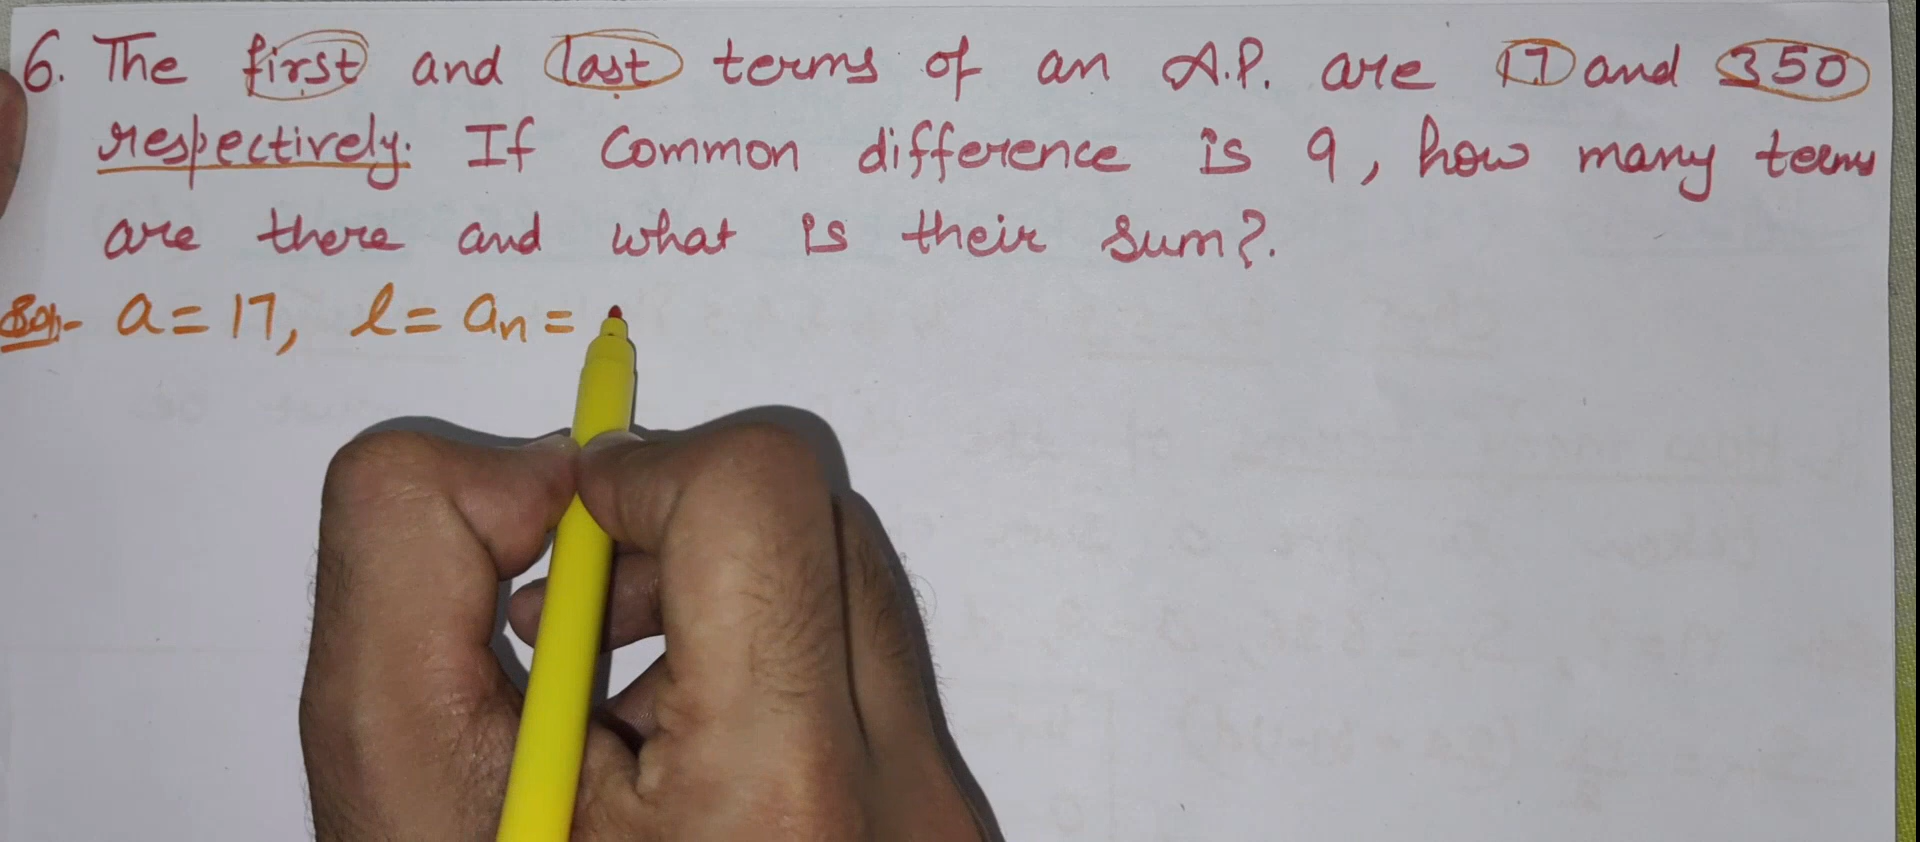 6. The first and last terms of an A.P. are 17 and 350
respectively. If common difference is 9, how many terms
are there and what is their sum?.
Sol:- a = 17, l = an =